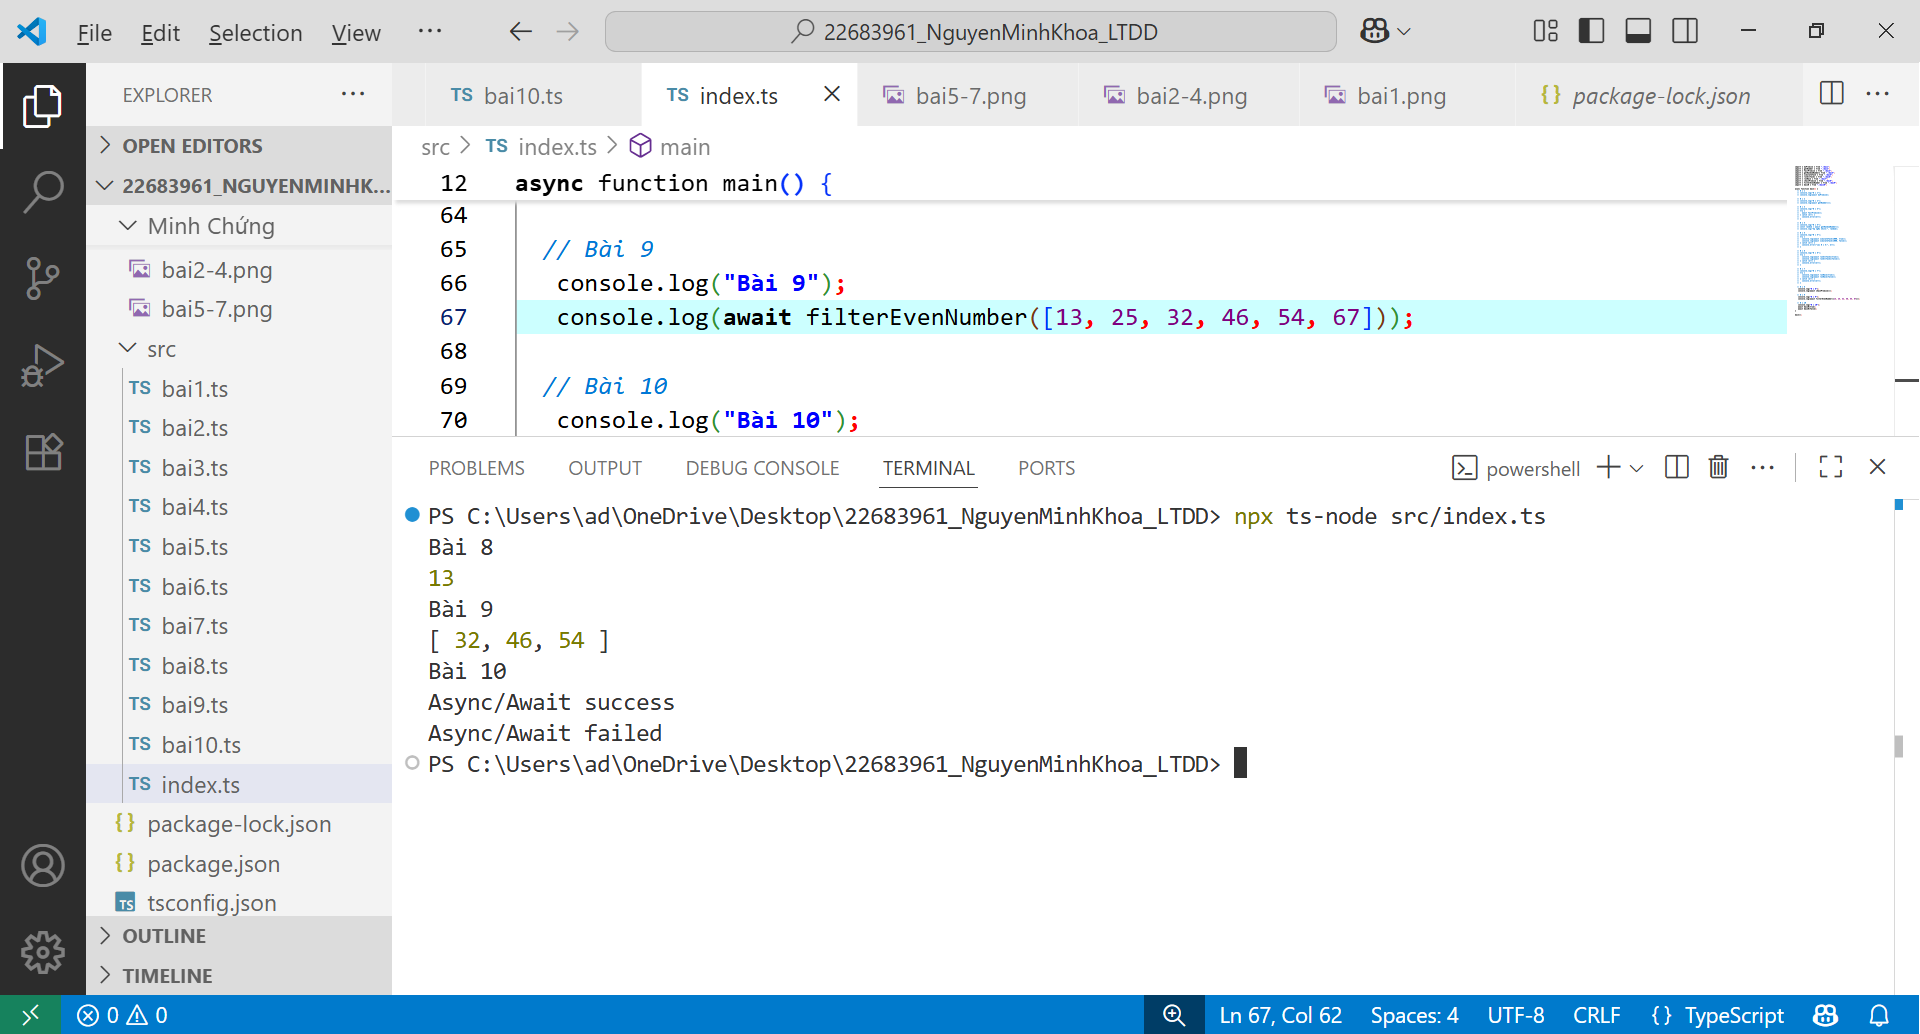 File Edit Selection View ··· 22683961_NguyenMinhKhoa_LTDD
EXPLORER ···
OPEN EDITORS
22683961_NGUYENMINHK...
Minh Chứng
bai2-4.png
bai5-7.png
src
TS bai1.ts
TS bai2.ts
TS bai3.ts
TS bai4.ts
TS bai5.ts
TS bai6.ts
TS bai7.ts
TS bai8.ts
TS bai9.ts
TS bai10.ts
TS index.ts
{} package-lock.json
{} package.json
TS tsconfig.json
OUTLINE
TIMELINE
TS bai10.ts TS index.ts bai5-7.png bai2-4.png bai1.png {} package-lock.json ···
src > TS index.ts > main
12 async function main() {
64
65 // Bài 9
66 console.log("Bài 9");
67 console.log(await filterEvenNumber([13, 25, 32, 46, 54, 67]));
68
69 // Bài 10
70 console.log("Bài 10");
PROBLEMS OUTPUT DEBUG CONSOLE TERMINAL PORTS powershell ···
PS C:\Users\ad\OneDrive\Desktop\22683961_NguyenMinhKhoa_LTDD> npx ts-node src/index.ts
Bài 8
13
Bài 9
[ 32, 46, 54 ]
Bài 10
Async/Await success
Async/Await failed
PS C:\Users\ad\OneDrive\Desktop\22683961_NguyenMinhKhoa_LTDD>
0 0 Ln 67, Col 62 Spaces: 4 UTF-8 CRLF {} TypeScript